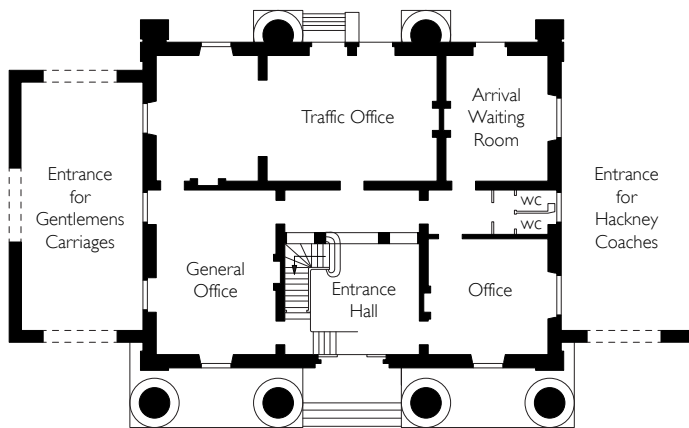 Traffic Office
Arrival
Waiting
Room
Entrance
for
Gentlemens
Carriages
Entrance
for
Hackney
Coaches
WC
WC
General
Office
Entrance
Hall
Office